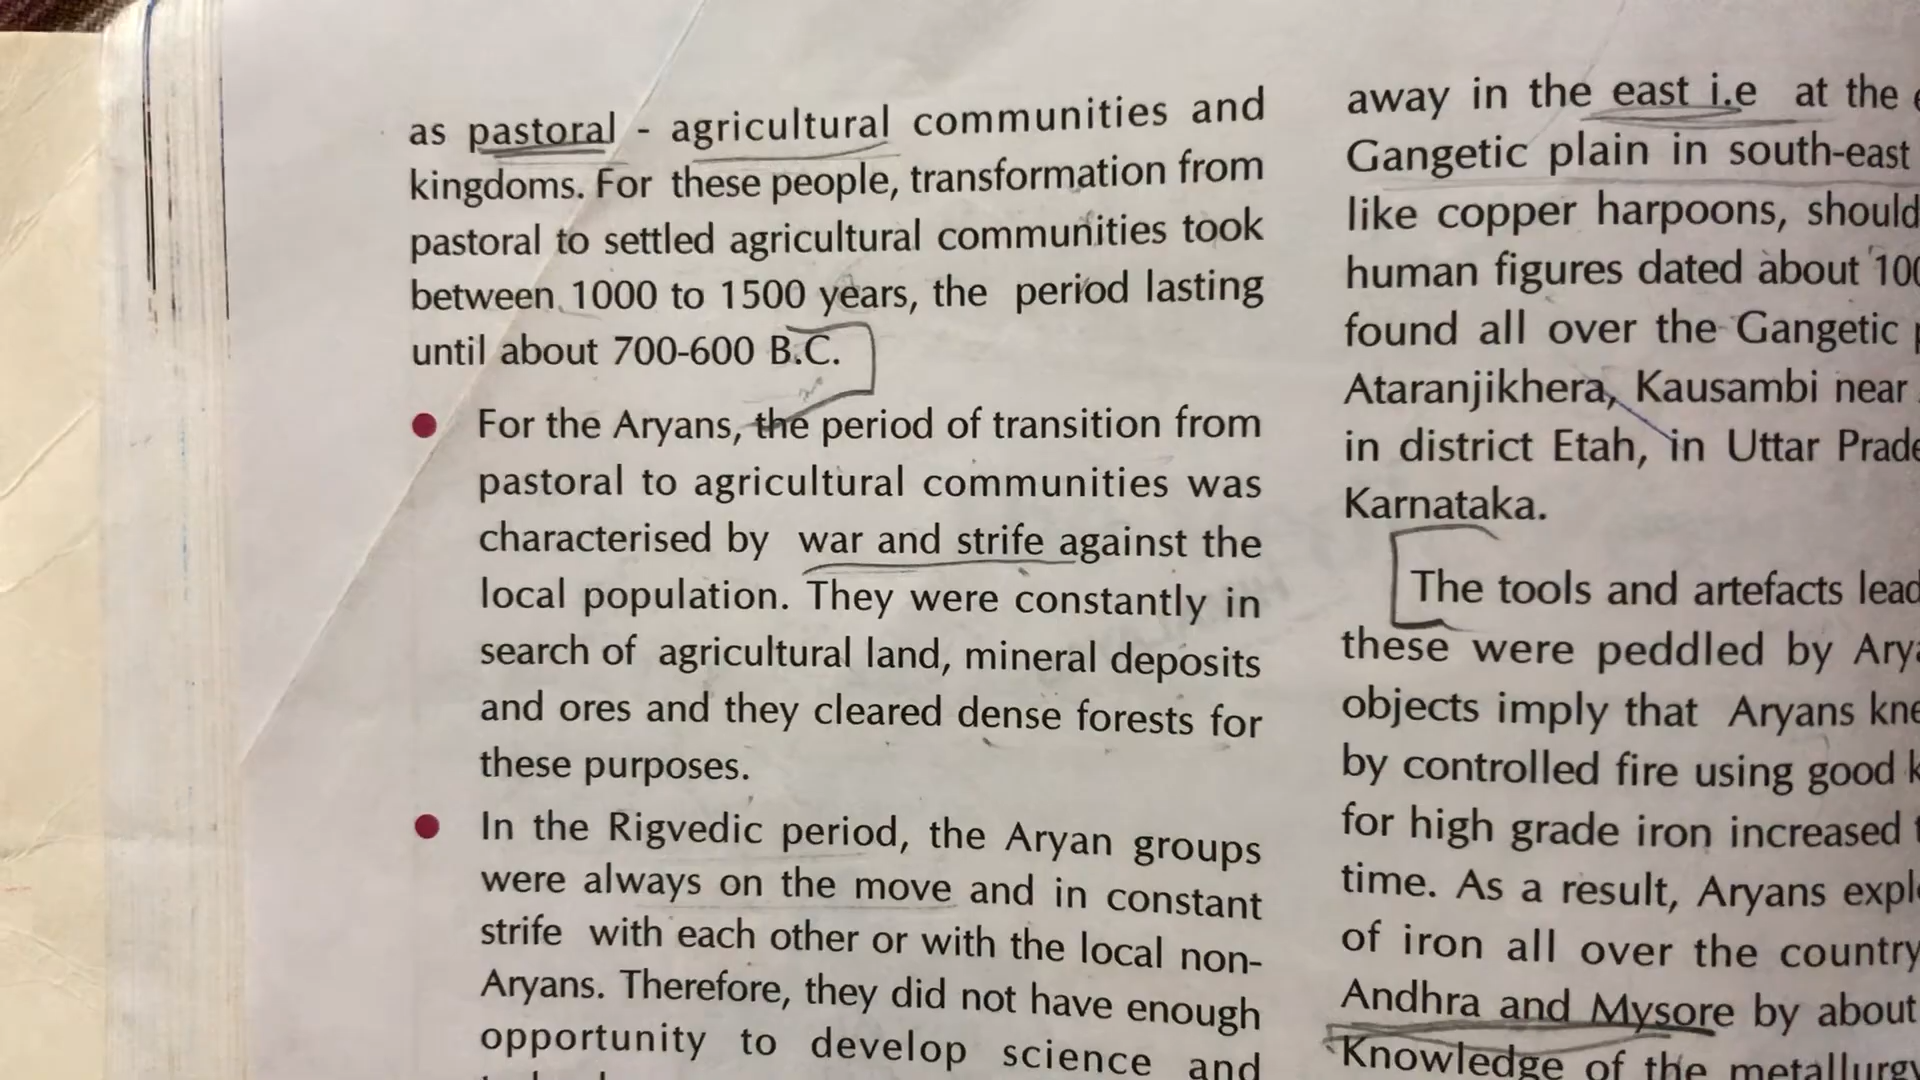 as pastoral - agricultural communities and
kingdoms. For these people, transformation from
pastoral to settled agricultural communities took
between 1000 to 1500 years, the period lasting
until about 700-600 B.C.
● For the Aryans, the period of transition from
pastoral to agricultural communities was
characterised by war and strife against the
local population. They were constantly in
search of agricultural land, mineral deposits
and ores and they cleared dense forests for
these purposes.
● In the Rigvedic period, the Aryan groups
were always on the move and in constant
strife with each other or with the local non-
Aryans. Therefore, they did not have enough
opportunity to develop science and
away in the east i.e at the
Gangetic plain in south-east
like copper harpoons, should
human figures dated about
found all over the Gangetic
Ataranjikhera, Kausambi near
in district Etah, in Uttar
Karnataka.
The tools and artefacts
these were peddled by
objects imply that Aryans
by controlled fire using good
for high grade iron increased
time. As a result, Aryans
of iron all over the country
Andhra and Mysore by about
Knowledge of the